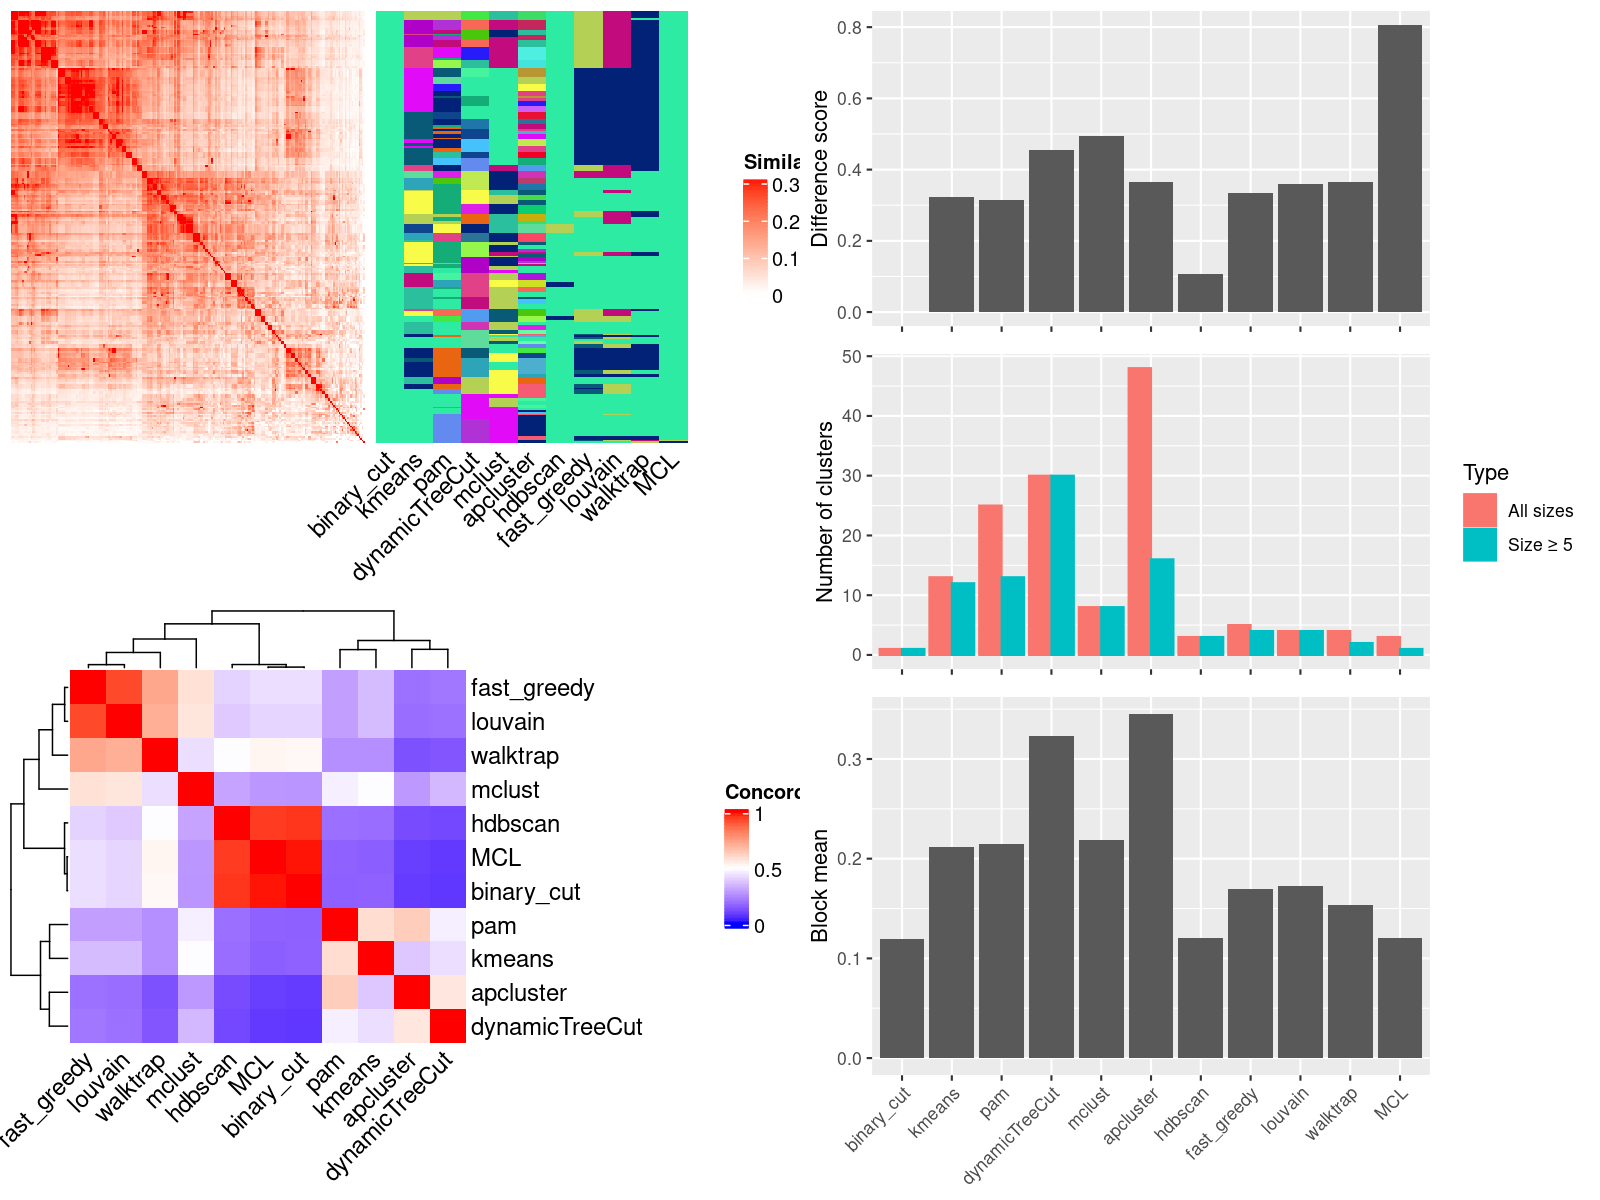 Simila
0.3
0.2
0.1
0
binary_cut
kmeans
pam
dynamicTreeCut
mclust
apcluster
hdbscan
fast_greedy
louvain
walktrap
MCL
Difference score
0.8
0.6
0.4
0.2
0.0
Number of clusters
50
40
30
20
10
0
Type
All sizes
Size ≥ 5
fast_greedy
louvain
walktrap
mclust
hdbscan
MCL
binary_cut
pam
kmeans
apcluster
dynamicTreeCut
fast_greedy
louvain
walktrap
mclust
hdbscan
MCL
binary_cut
pam
kmeans
apcluster
dynamicTreeCut
Concor
1
0.5
0
Block mean
0.3
0.2
0.1
0.0
binary_cut
kmeans
pam
dynamicTreeCut
mclust
apcluster
hdbscan
fast_greedy
louvain
walktrap
MCL